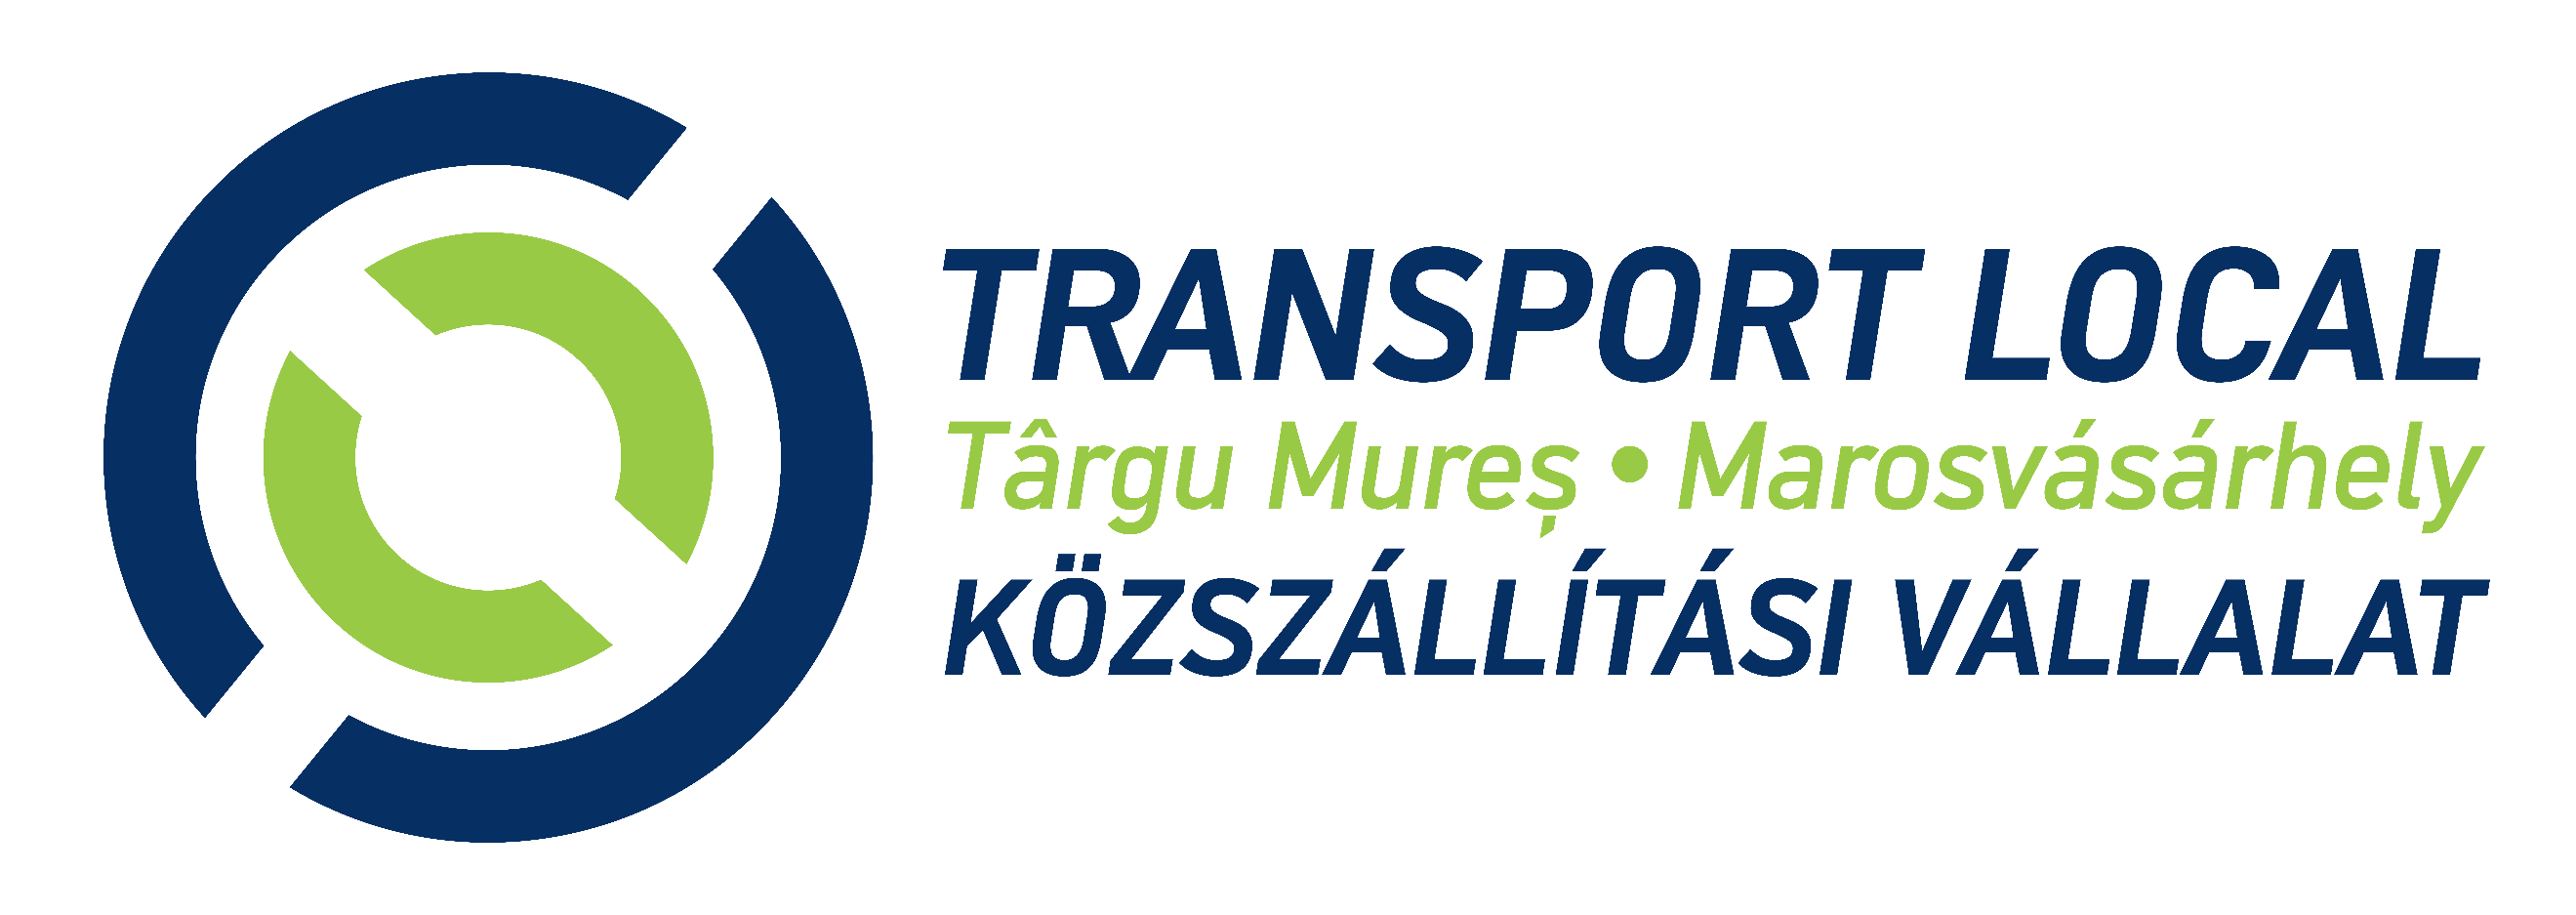 TRANSPORT LOCAL
Târgu Mureș • Marosvásárhely
KÖZSZÁLLÍTÁSI VÁLLALAT